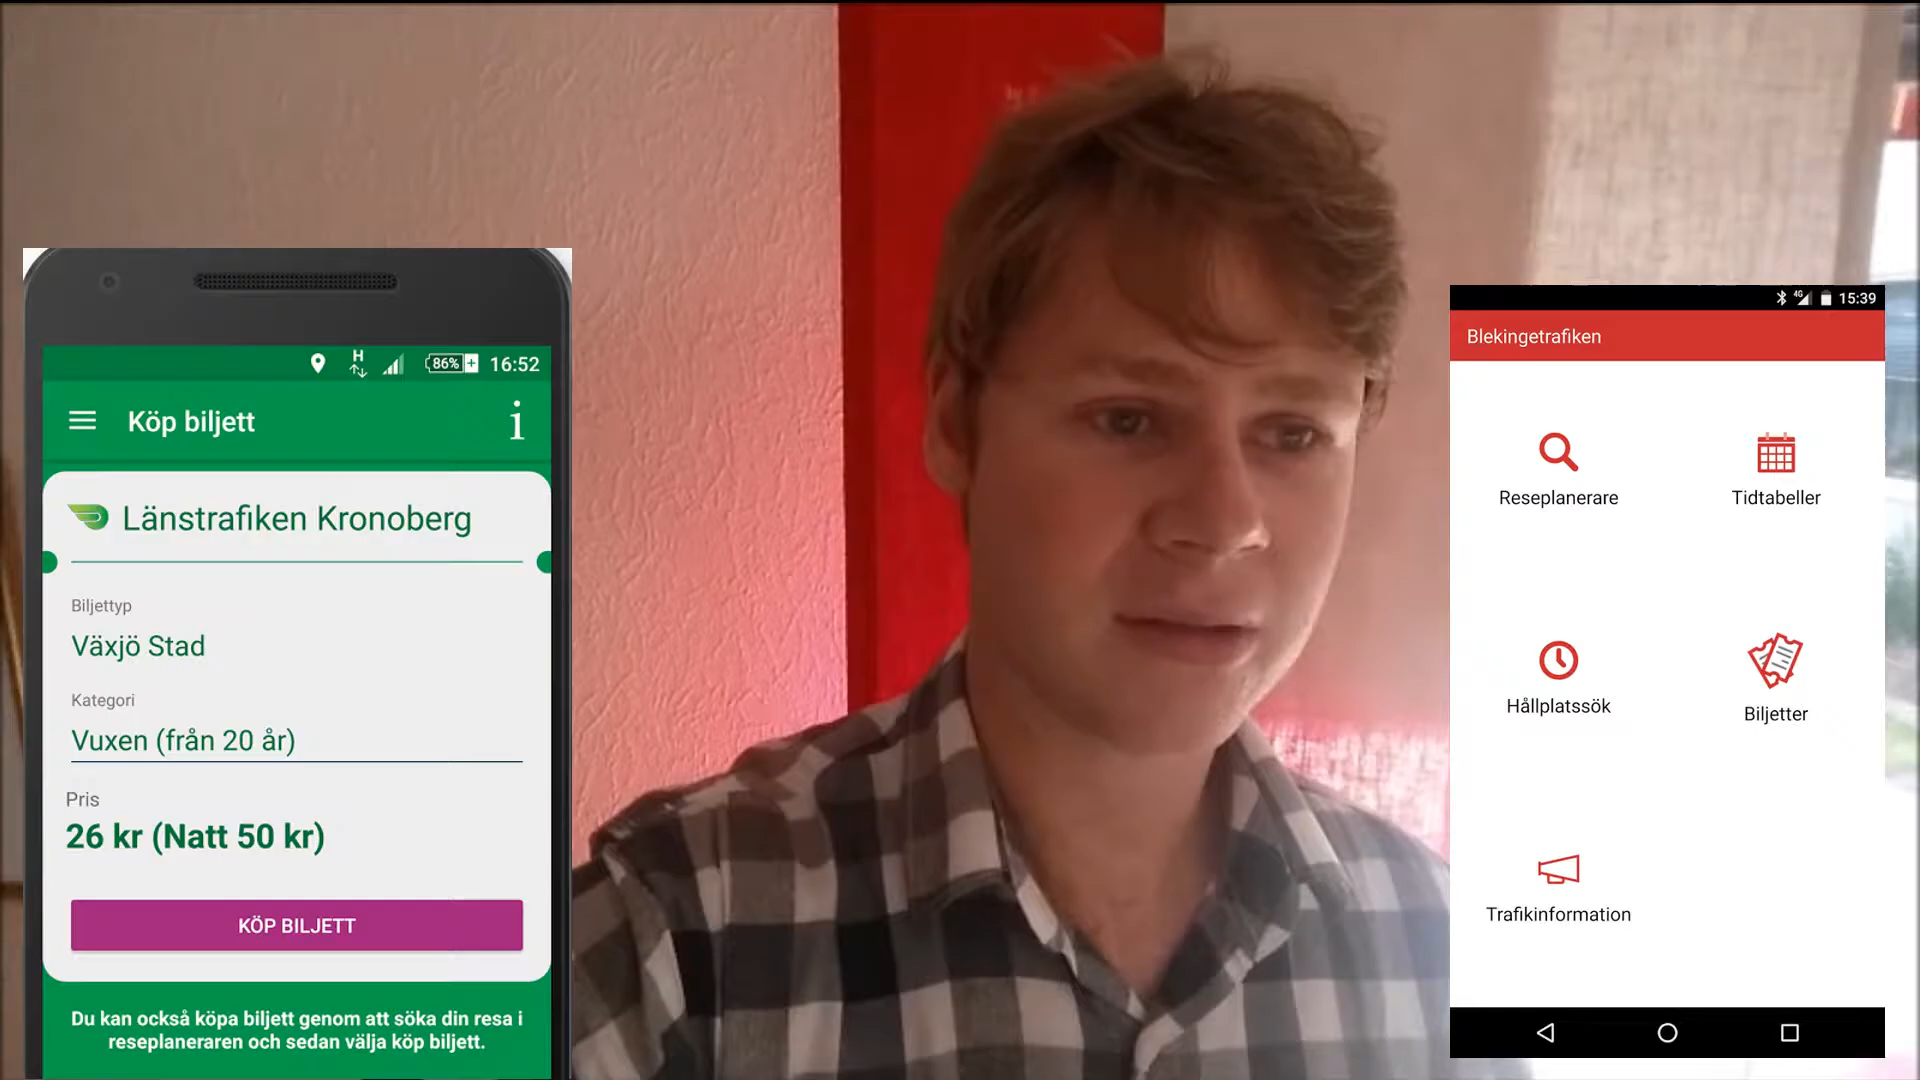 H
86%
16:52
Köp biljett
i
Länstrafiken Kronoberg
Biljettyp
Växjö Stad
Kategori
Vuxen (från 20 år)
Pris
26 kr (Natt 50 kr)
KÖP BILJETT
Du kan också köpa biljett genom att söka din resa i
reseplaneraren och sedan välja köp biljett.
4G
15:39
Blekingetrafiken
Reseplanerare
Tidtabeller
Hållplatssök
Biljetter
Trafikinformation